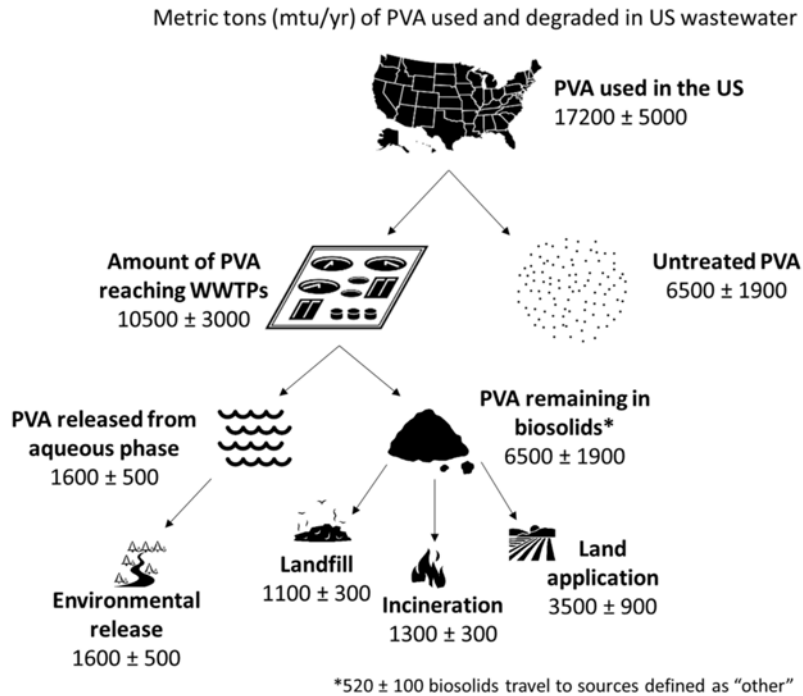 Metric tons (mtu/yr) of PVA used and degraded in US wastewater
PVA used in the US
17200 ± 5000
Amount of PVA
reaching WWTPs
10500 ± 3000
Untreated PVA
6500 ± 1900
PVA released from
aqueous phase
1600 ± 500
PVA remaining in
biosolids*
6500 ± 1900
Environmental
release
1600 ± 500
Landfill
1100 ± 300
Incineration
1300 ± 300
Land
application
3500 ± 900
*520 ± 100 biosolids travel to sources defined as “other”